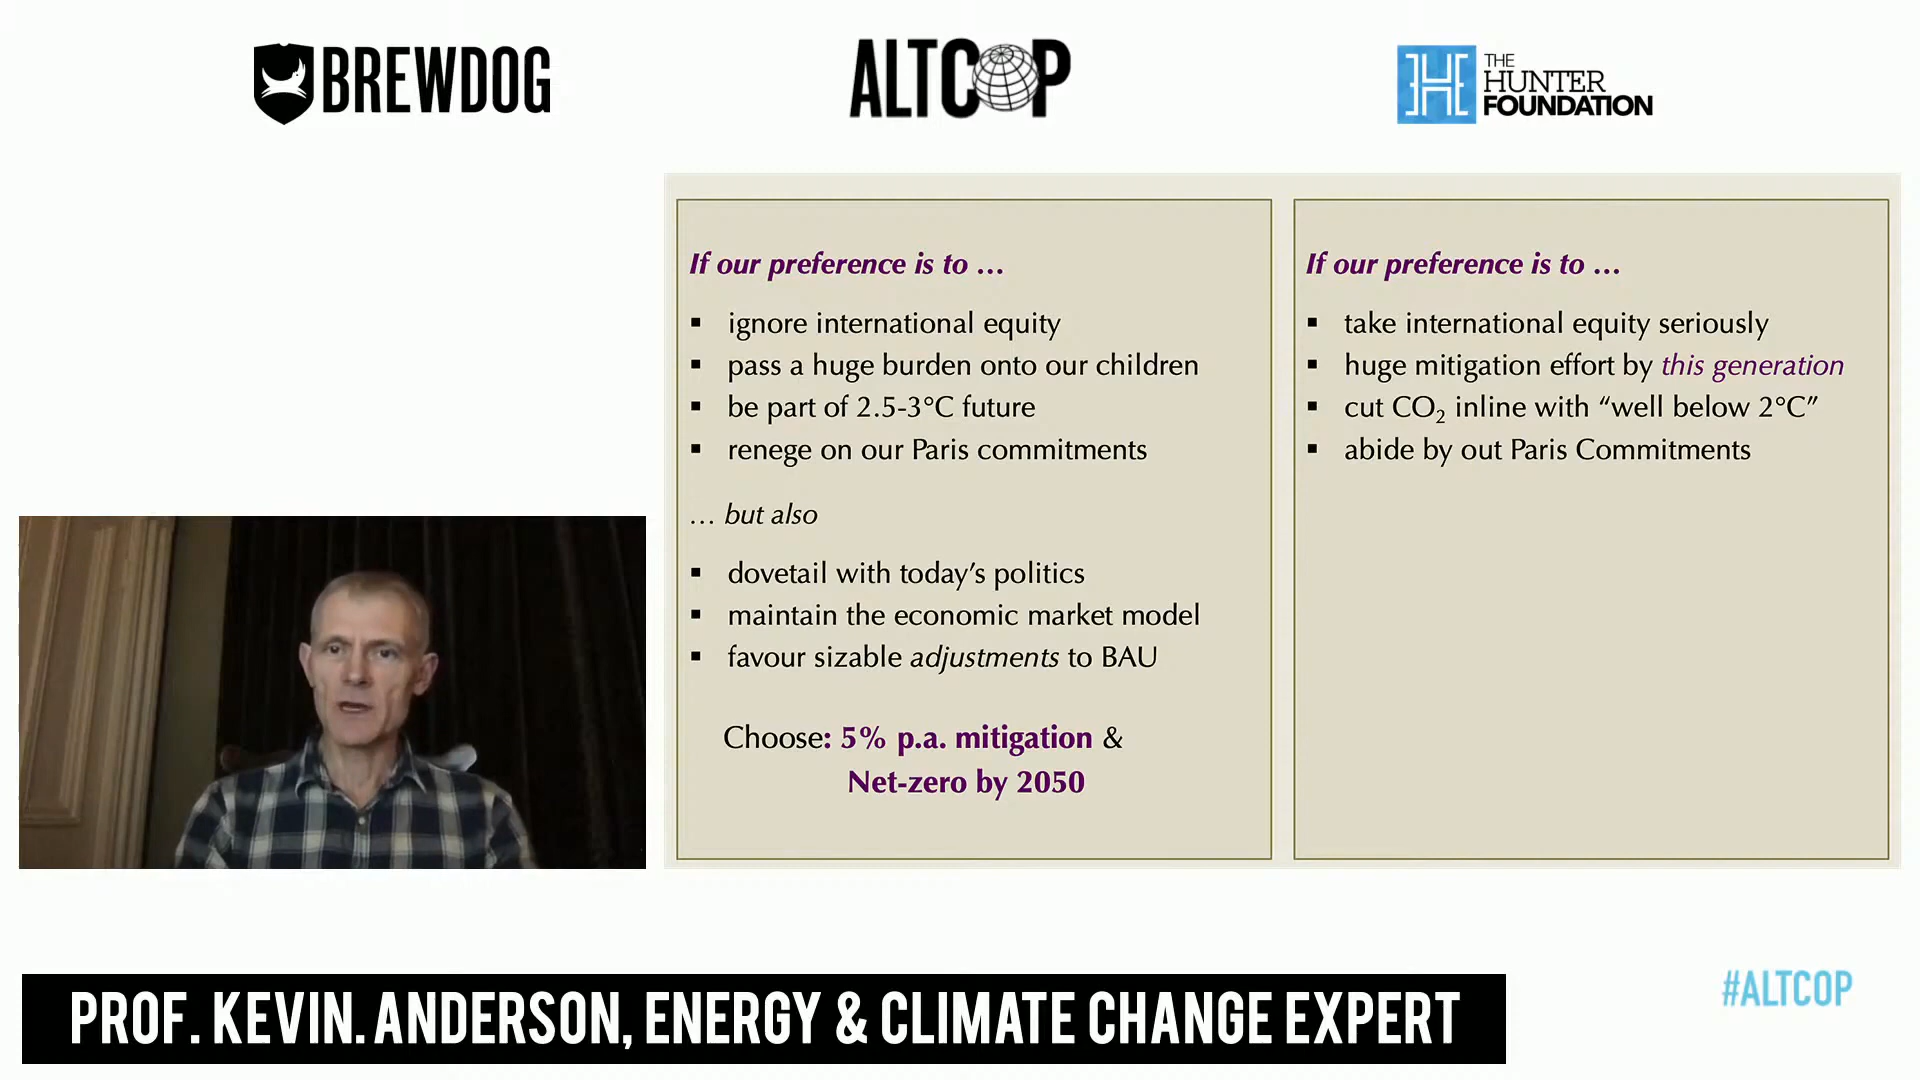 BREWDOG
ALTCOP
THE
HUNTER
FOUNDATION
If our preference is to …
▪ ignore international equity
▪ pass a huge burden onto our children
▪ be part of 2.5-3°C future
▪ renege on our Paris commitments
… but also
▪ dovetail with today’s politics
▪ maintain the economic market model
▪ favour sizable adjustments to BAU
Choose: 5% p.a. mitigation &
Net-zero by 2050
If our preference is to …
▪ take international equity seriously
▪ huge mitigation effort by this generation
▪ cut CO₂ inline with “well below 2°C”
▪ abide by out Paris Commitments
PROF. KEVIN. ANDERSON, ENERGY & CLIMATE CHANGE EXPERT
#ALTCOP